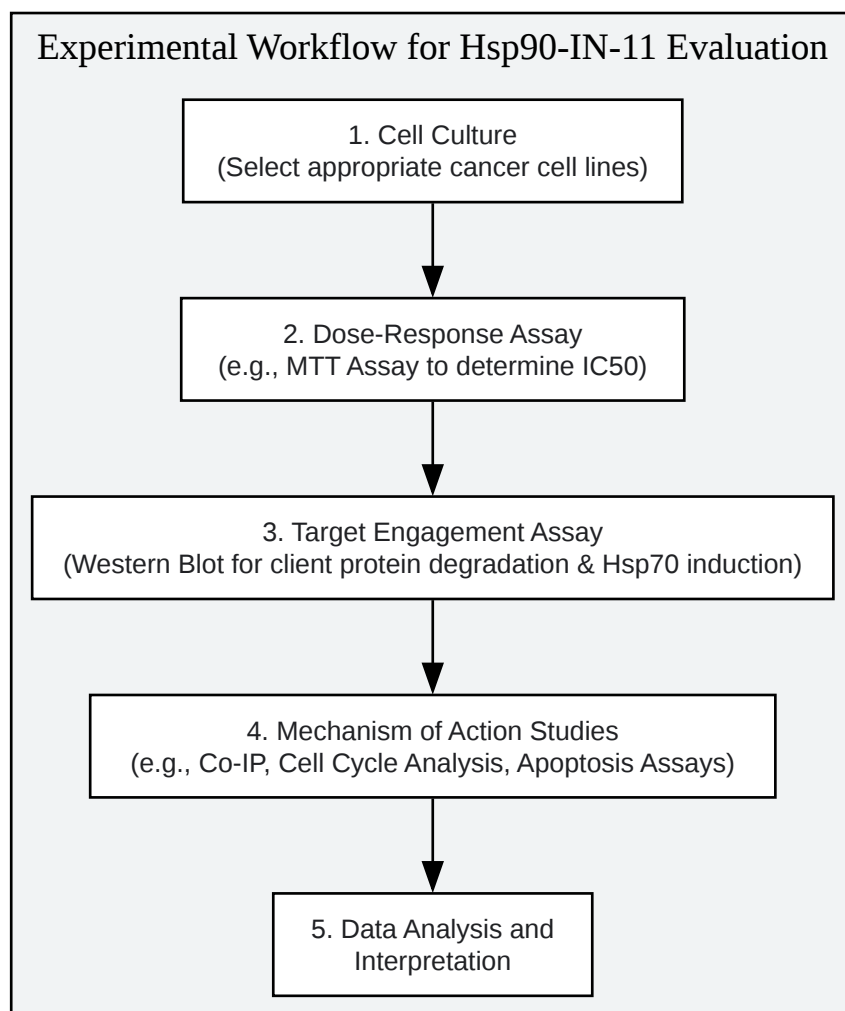 Experimental Workflow for Hsp90-IN-11 Evaluation
1. Cell Culture
(Select appropriate cancer cell lines)
2. Dose-Response Assay
(e.g., MTT Assay to determine IC50)
3. Target Engagement Assay
(Western Blot for client protein degradation & Hsp70 induction)
4. Mechanism of Action Studies
(e.g., Co-IP, Cell Cycle Analysis, Apoptosis Assays)
5. Data Analysis and
Interpretation